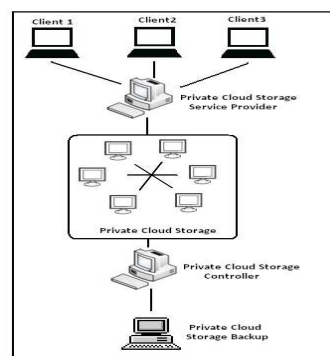 Client 1
Client2
Client3
Private Cloud Storage
Service Provider
Private Cloud Storage
Private Cloud Storage
Controller
Private Cloud
Storage Backup